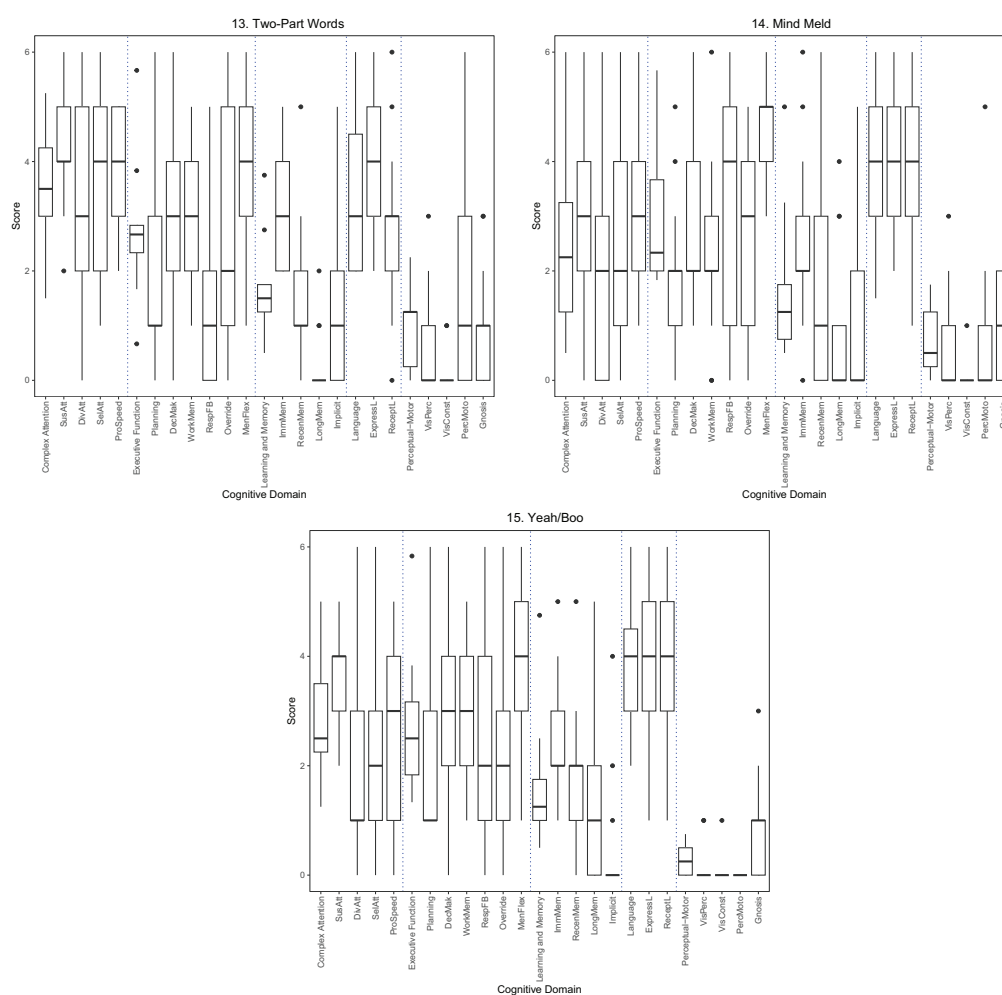 13. Two-Part Words
6
4
2
0
Score
Complex Attention
SusAtt
DivAtt
SelAtt
ProSpeed
Executive Function
Planning
DecMak
WorkMem
RespFB
Override
MenFlex
Learning and Memory
ImmMem
RecenMem
LongMem
Implicit
Language
ExpressL
ReceptL
Perceptual-Motor
VisPerc
VisConst
PercMoto
Gnosis
Cognitive Domain
14. Mind Meld
6
4
2
0
Score
Complex Attention
SusAtt
DivAtt
SelAtt
ProSpeed
Executive Function
Planning
DecMak
WorkMem
RespFB
Override
MenFlex
Learning and Memory
ImmMem
RecenMem
LongMem
Implicit
Language
ExpressL
ReceptL
Perceptual-Motor
VisPerc
VisConst
PercMoto
Cognitive Domain
15. Yeah/Boo
6
4
2
0
Score
Complex Attention
SusAtt
DivAtt
SelAtt
ProSpeed
Executive Function
Planning
DecMak
WorkMem
RespFB
Override
MenFlex
Learning and Memory
ImmMem
RecenMem
LongMem
Implicit
Language
ExpressL
ReceptL
Perceptual-Motor
VisPerc
VisConst
PercMoto
Gnosis
Cognitive Domain